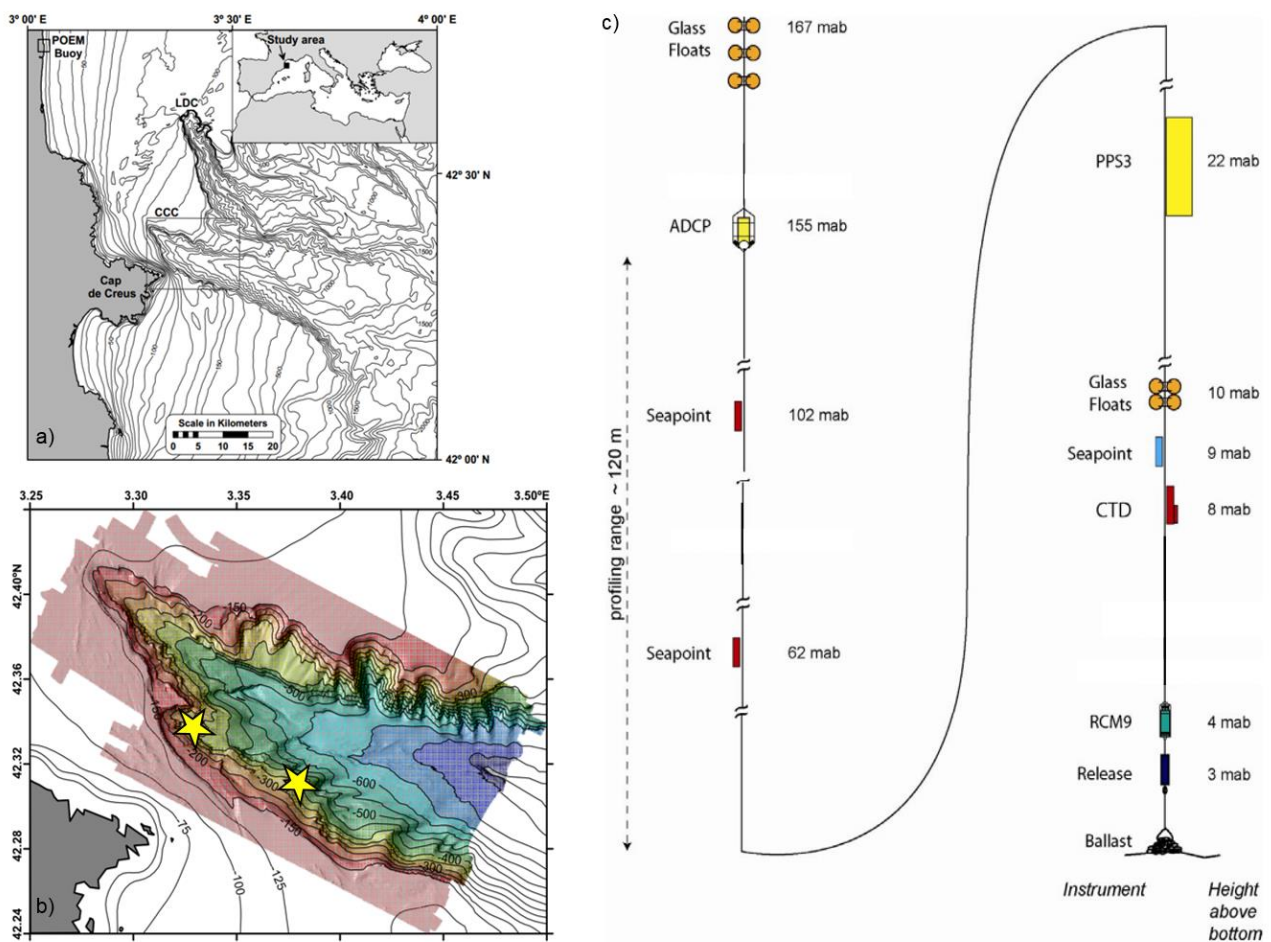 3° 00' E
3° 30' E
4° 00' E
POEM
Buoy
Study area
LDC
CCC
42° 30' N
Cap
de Creus
Scale in Kilometers
0 5 10 15 20
42° 00' N
a)
3.25 3.30 3.35 3.40 3.45 3.50°E
42.40°N
42.36
42.32
42.28
42.24
-200
-150
-500
-300
-200
-300
-600
-500
-150
-400
-300
75
-100
-125
b)
c)
Glass
Floats
167 mab
ADCP
155 mab
Seapoint
102 mab
Seapoint
62 mab
profiling range ~ 120 m
PPS3
22 mab
Glass
Floats
10 mab
Seapoint
9 mab
CTD
8 mab
RCM9
4 mab
Release
3 mab
Ballast
Instrument
Height
above
bottom